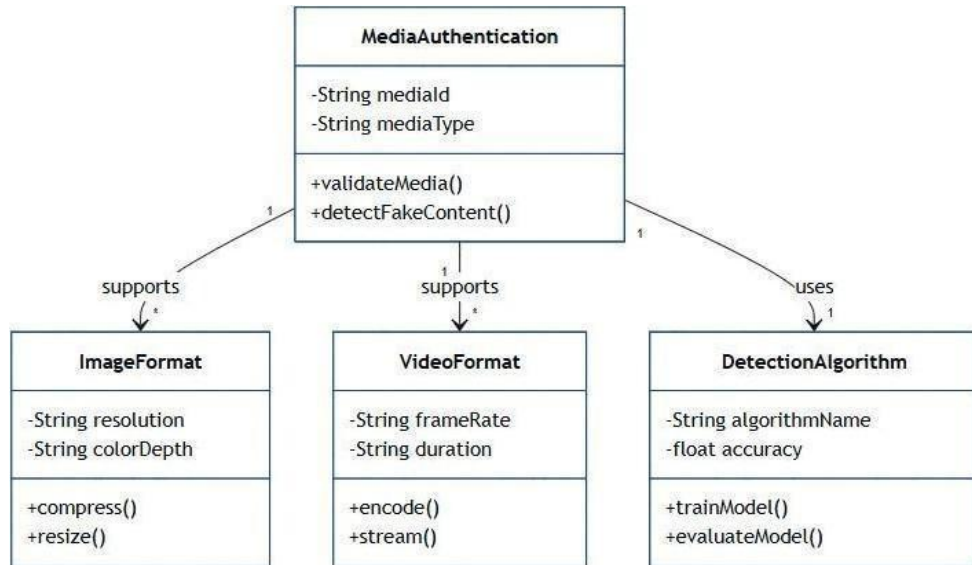 MediaAuthentication
-String mediaId
-String mediaType
+validateMedia()
+detectFakeContent()
1
1
1
supports
supports
uses
*
*
1
ImageFormat
-String resolution
-String colorDepth
+compress()
+resize()
VideoFormat
-String frameRate
-String duration
+encode()
+stream()
DetectionAlgorithm
-String algorithmName
-float accuracy
+trainModel()
+evaluateModel()